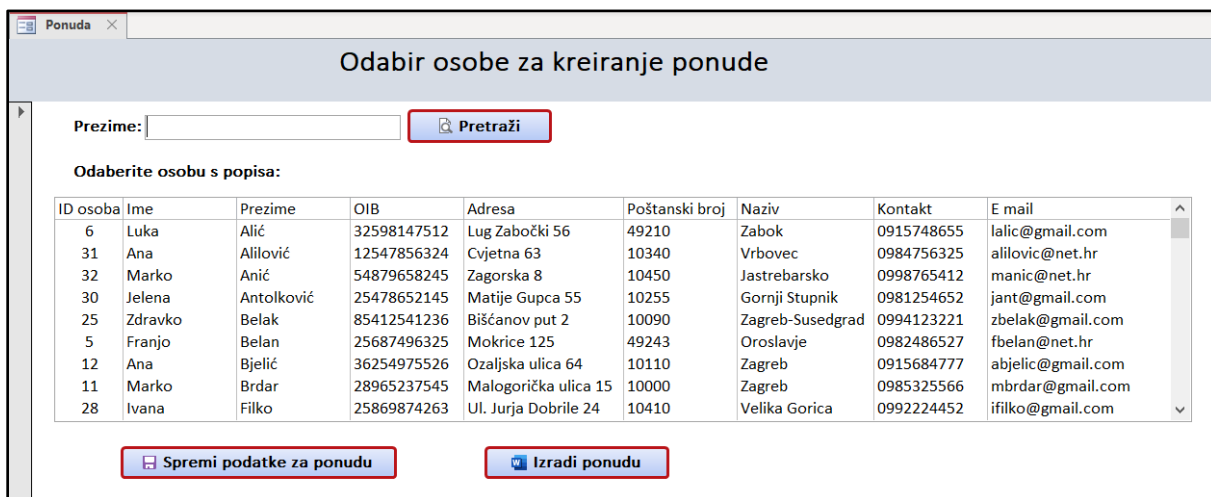 Ponuda
Odabir osobe za kreiranje ponude
Prezime: Pretraži
Odaberite osobu s popisa:
ID osoba Ime Prezime OIB Adresa Poštanski broj Naziv Kontakt E mail
6 Luka Alić 32598147512 Lug Zabočki 56 49210 Zabok 0915748655 lalic@gmail.com
31 Ana Alilović 12547856324 Cvjetna 63 10340 Vrbovec 0984756325 alilovic@net.hr
32 Marko Anić 54879658245 Zagorska 8 10450 Jastrebarsko 0998765412 manic@net.hr
30 Jelena Antolković 25478652145 Matije Gupca 55 10255 Gornji Stupnik 0981254652 jant@gmail.com
25 Zdravko Belak 85412541236 Bišćanov put 2 10090 Zagreb-Susedgrad 0994123221 zbelak@gmail.com
5 Franjo Belan 25687496325 Mokrice 125 49243 Oroslavje 0982486527 fbelan@net.hr
12 Ana Bjelić 36254975526 Ozaljska ulica 64 10110 Zagreb 0915684777 abjelic@gmail.com
11 Marko Brdar 28965237545 Malogorička ulica 15 10000 Zagreb 0985325566 mbrdar@gmail.com
28 Ivana Filko 25869874263 Ul. Jurja Dobrile 24 10410 Velika Gorica 0992224452 ifilko@gmail.com
Spremi podatke za ponudu Izradi ponudu